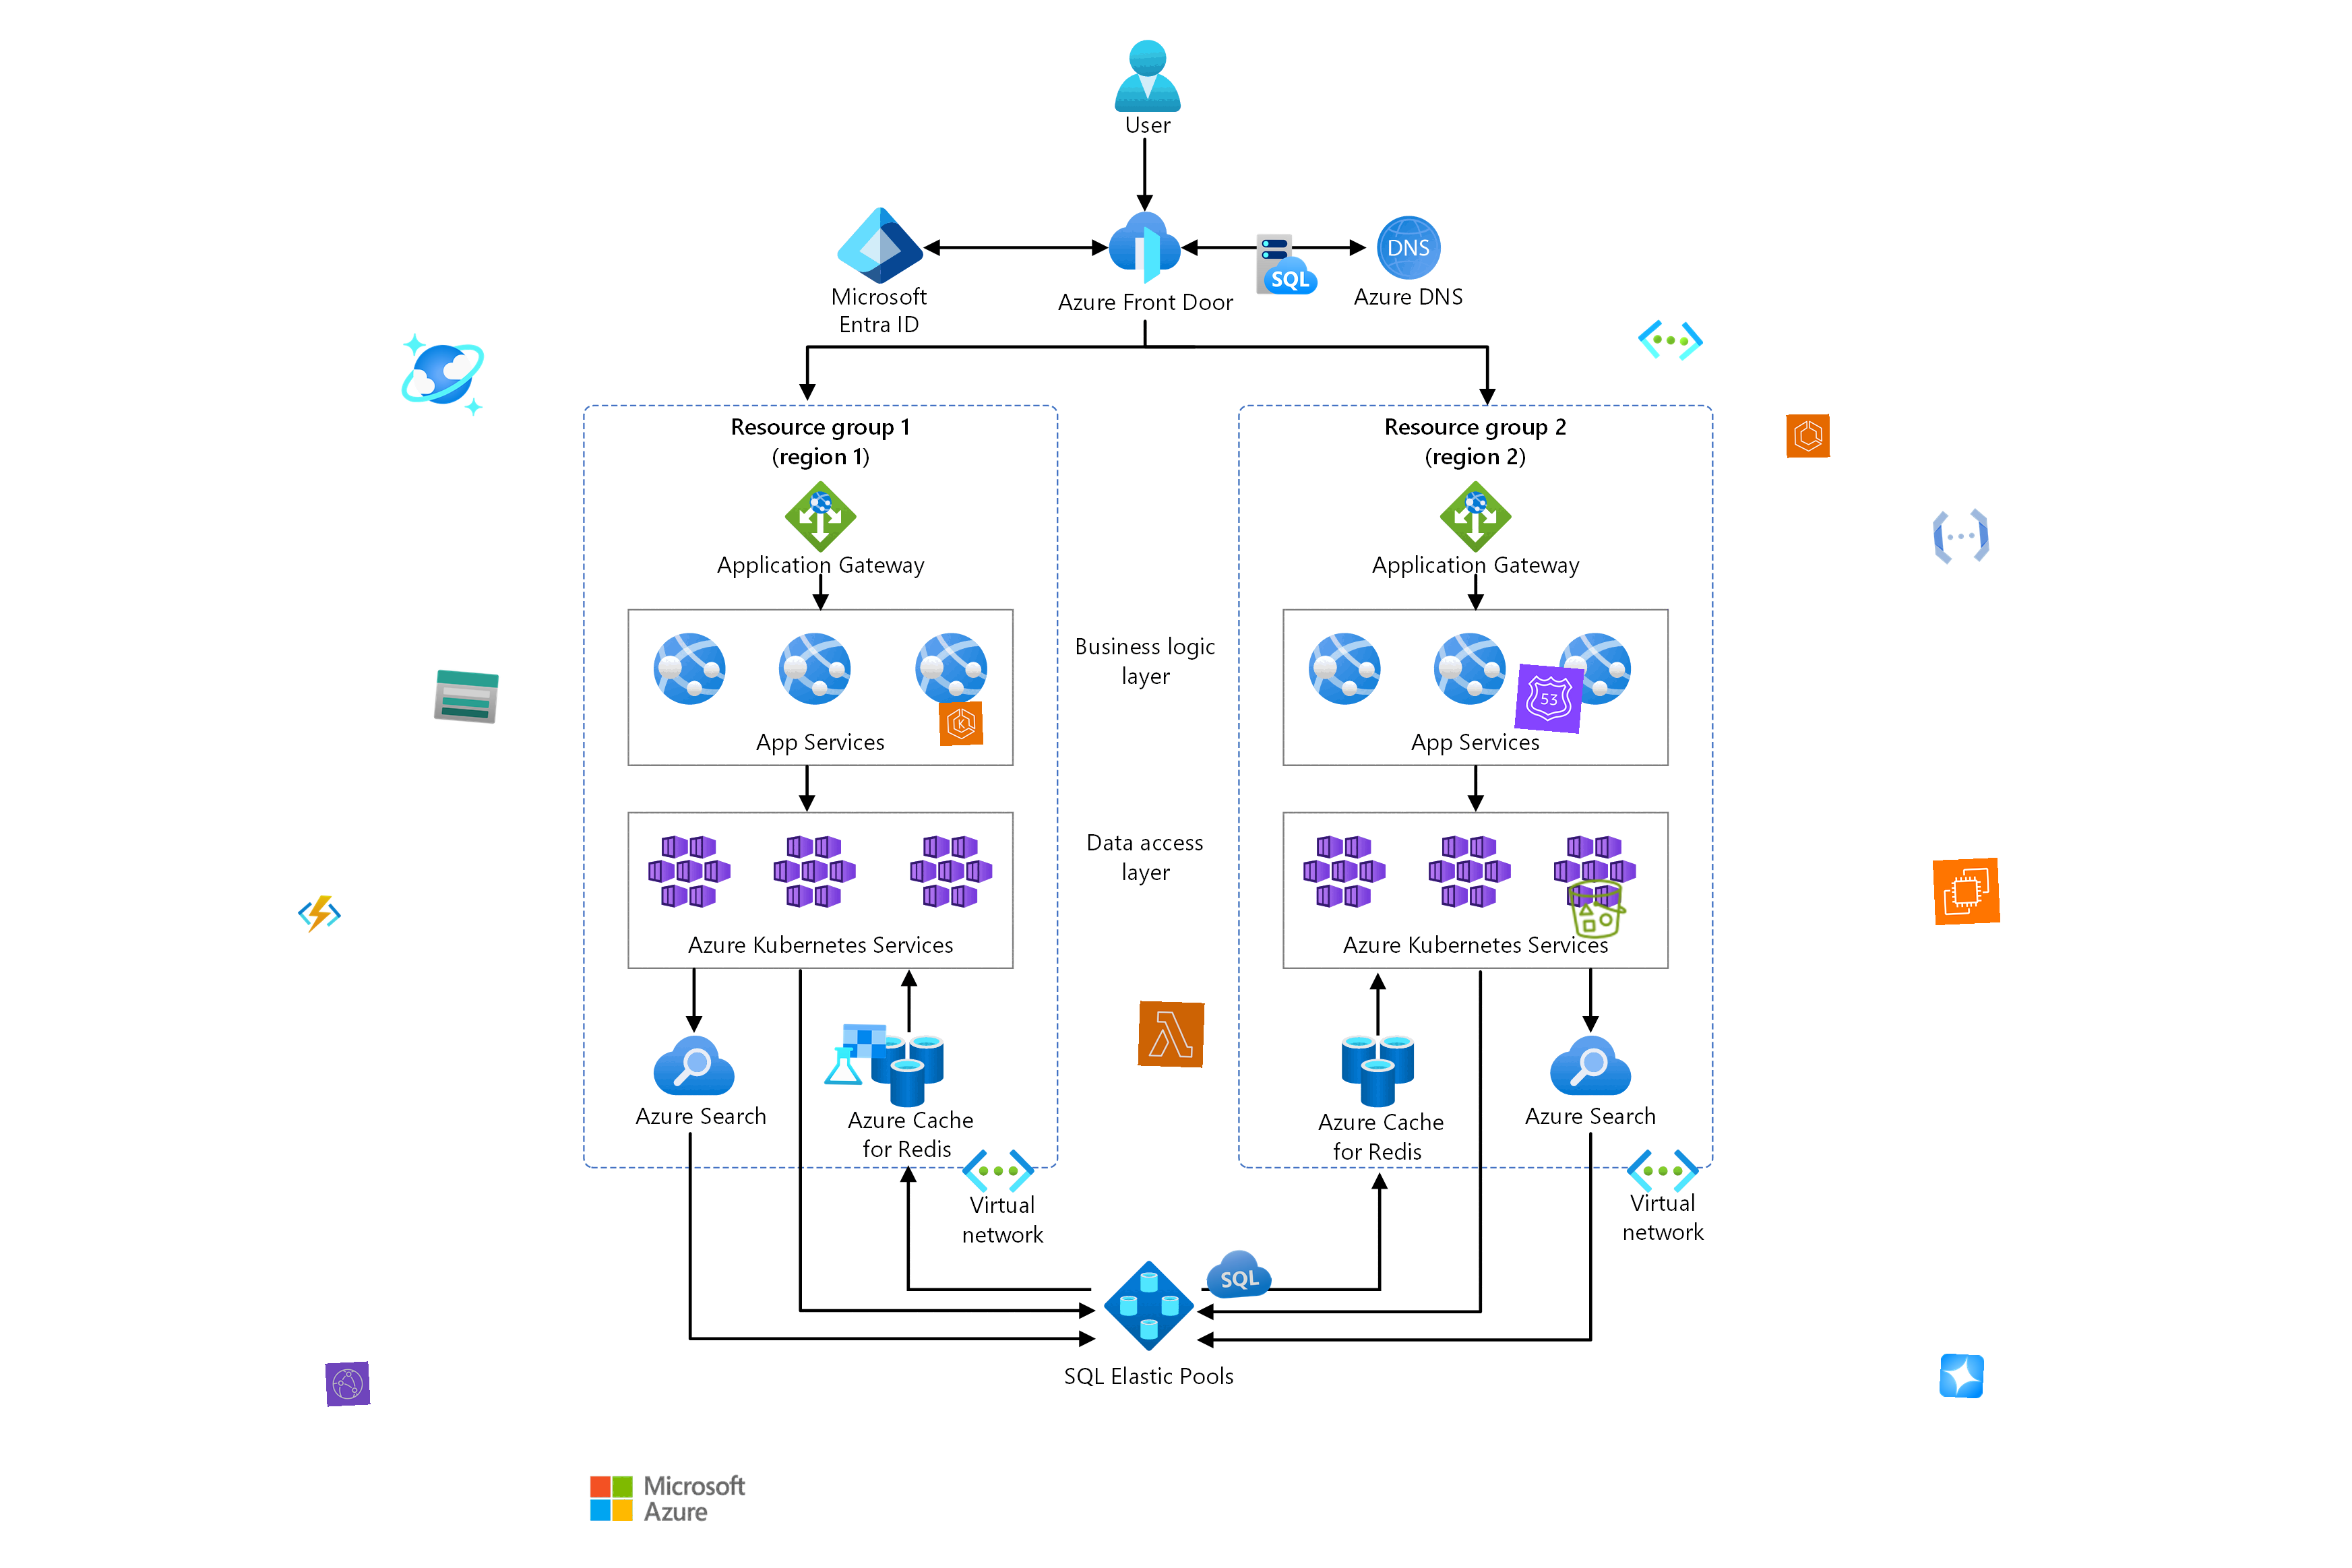 User
DNS
SQL
Microsoft
Entra ID
Azure Front Door
Azure DNS
Resource group 1
(region 1)
Resource group 2
(region 2)
Application Gateway
Application Gateway
Business logic
layer
53
K
App Services
App Services
Data access
layer
Azure Kubernetes Services
Azure Kubernetes Services
Azure Search
Azure Cache
for Redis
Azure Cache
for Redis
Azure Search
Virtual
network
Virtual
network
SQL
SQL Elastic Pools
Microsoft
Azure